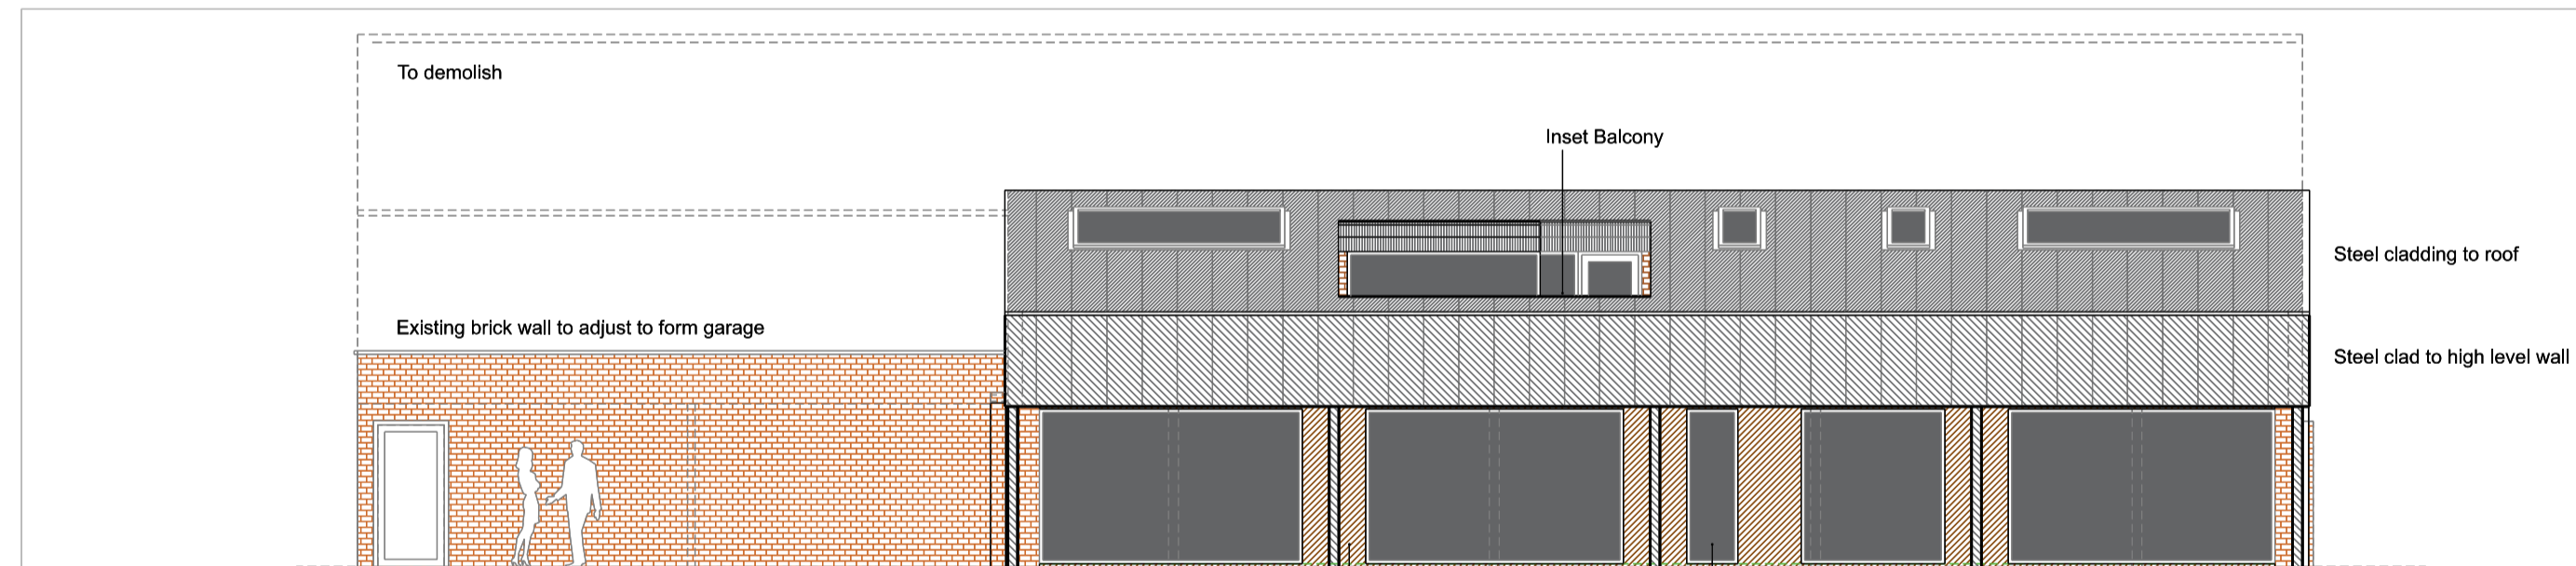 To demolish
Inset Balcony
Steel cladding to roof
Existing brick wall to adjust to form garage
Steel clad to high level wall